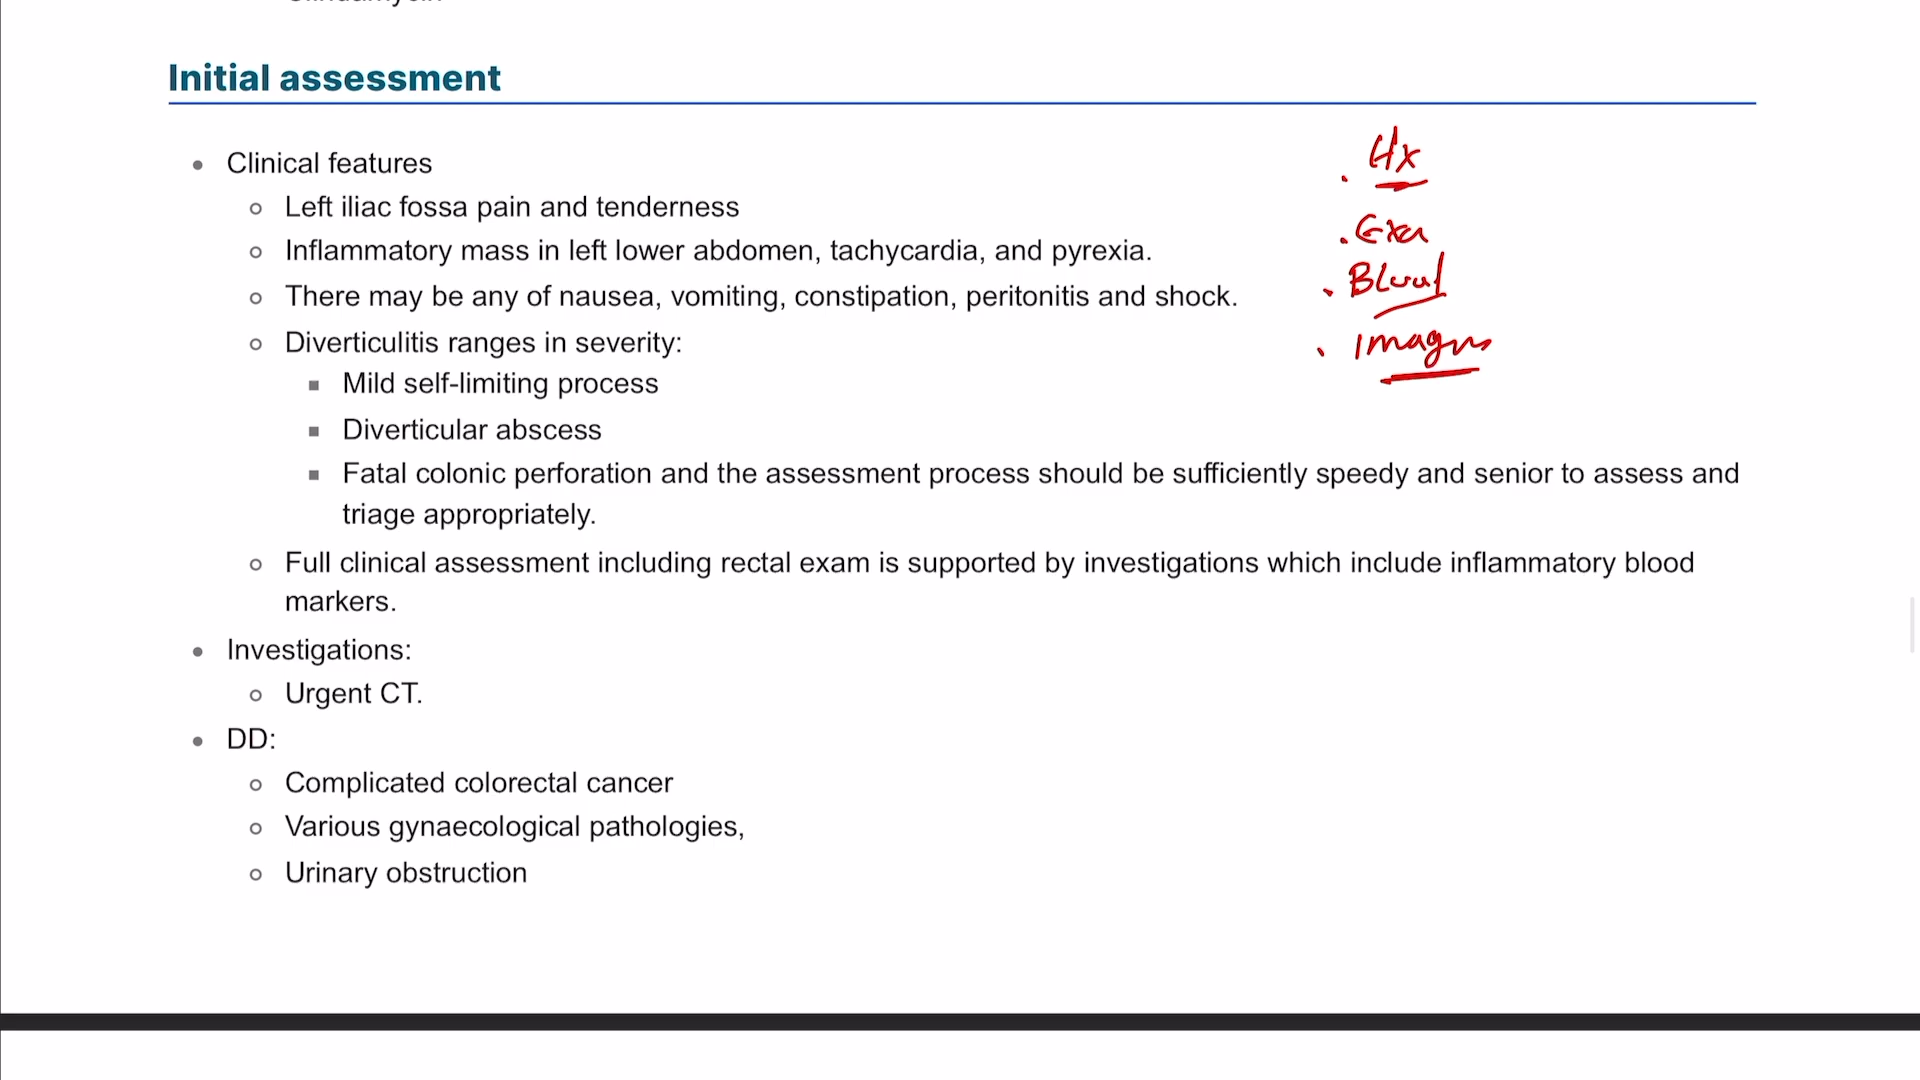 Initial assessment
Clinical features
Hx
Left iliac fossa pain and tenderness
Exa
Inflammatory mass in left lower abdomen, tachycardia, and pyrexia.
Blood
There may be any of nausea, vomiting, constipation, peritonitis and shock.
Diverticulitis ranges in severity:
Mild self-limiting process
Diverticular abscess
Fatal colonic perforation and the assessment process should be sufficiently speedy and senior to assess and
triage appropriately.
Full clinical assessment including rectal exam is supported by investigations which include inflammatory blood
markers.
Investigations:
Urgent CT.
DD:
Complicated colorectal cancer
Various gynaecological pathologies,
Urinary obstruction